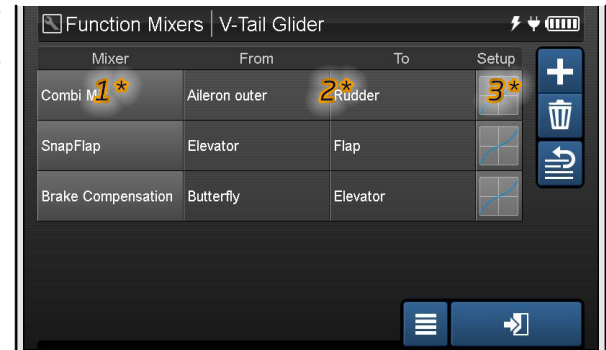 Function Mixers | V-Tail Glider
Mixer From To Setup
Combi M 1* Aileron outer 2* Rudder 3*
SnapFlap Elevator Flap
Brake Compensation Butterfly Elevator